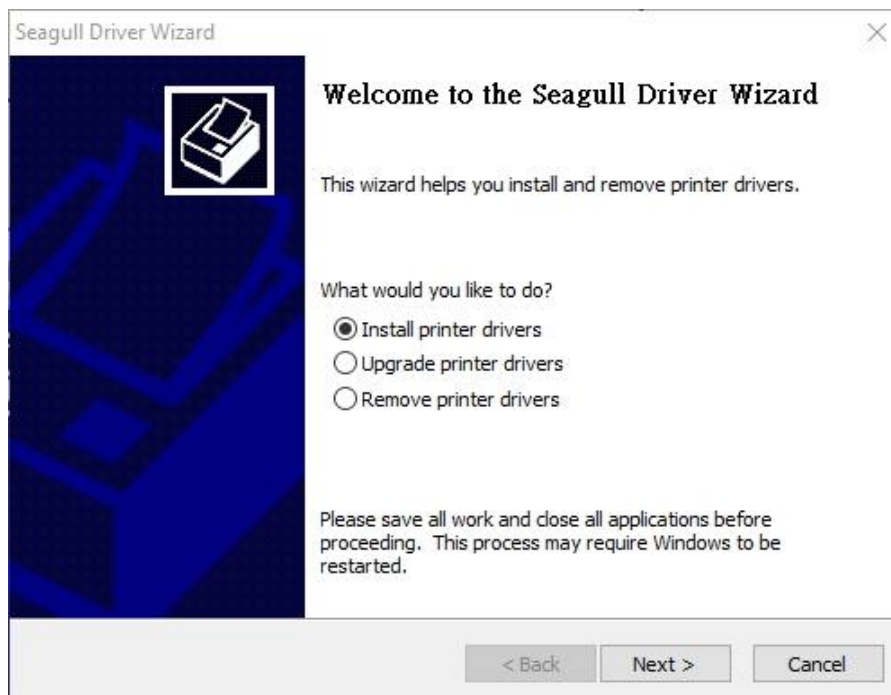 Seagull Driver Wizard
Welcome to the Seagull Driver Wizard
This wizard helps you install and remove printer drivers.
What would you like to do?
Install printer drivers
Upgrade printer drivers
Remove printer drivers
Please save all work and close all applications before
proceeding. This process may require Windows to be
restarted.
< Back Next > Cancel